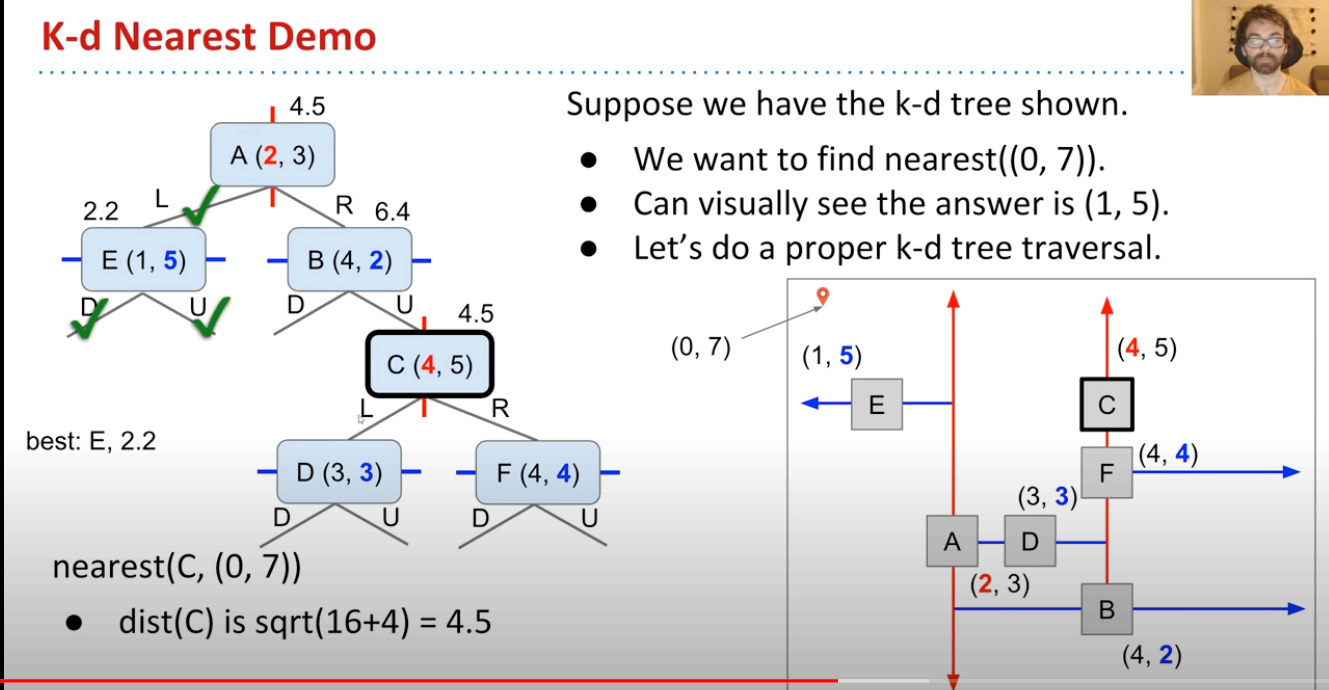 K-d Nearest Demo
4.5
A (2, 3)
L
R
2.2
6.4
E (1, 5)
B (4, 2)
D
U
D
U
4.5
C (4, 5)
L
R
best: E, 2.2
D (3, 3)
F (4, 4)
D
U
D
U
nearest(C, (0, 7))
● dist(C) is sqrt(16+4) = 4.5
Suppose we have the k-d tree shown.
● We want to find nearest((0, 7)).
● Can visually see the answer is (1, 5).
● Let's do a proper k-d tree traversal.
(0, 7)
(1, 5)
(4, 5)
E
C
(4, 4)
F
(3, 3)
A
D
(2, 3)
B
(4, 2)